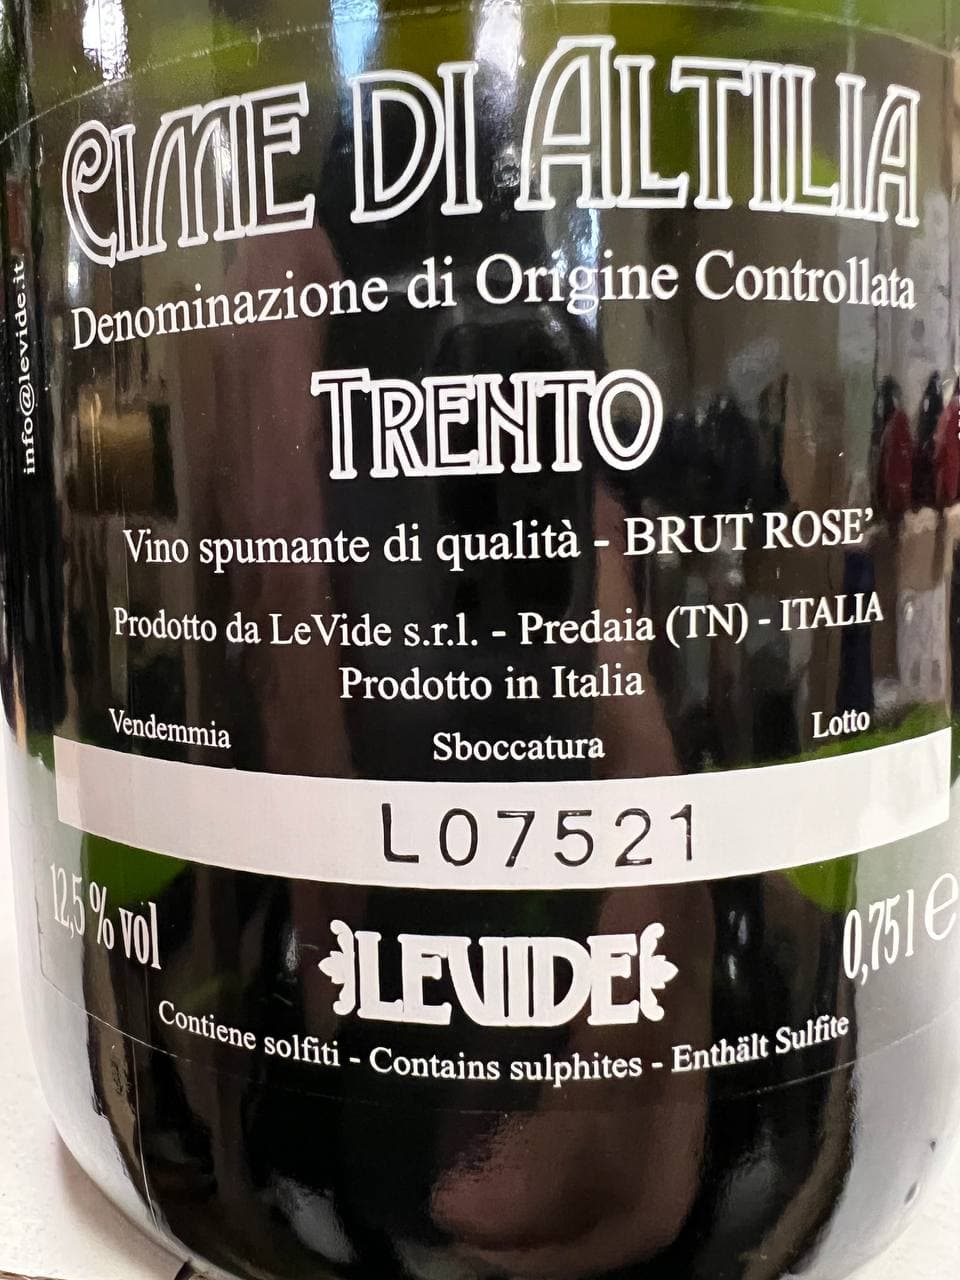 CIME DI ALTILIA
Denominazione di Origine Controllata
TRENTO
info@levide.it
Vino spumante di qualità - BRUT ROSE'
Prodotto da LeVide s.r.l. - Predaia (TN) - ITALIA
Prodotto in Italia
Vendemmia Sboccatura Lotto
L07521
12,5% vol 0,75 l e
LEVIDE
Contiene solfiti - Contains sulphites - Enthält Sulfite